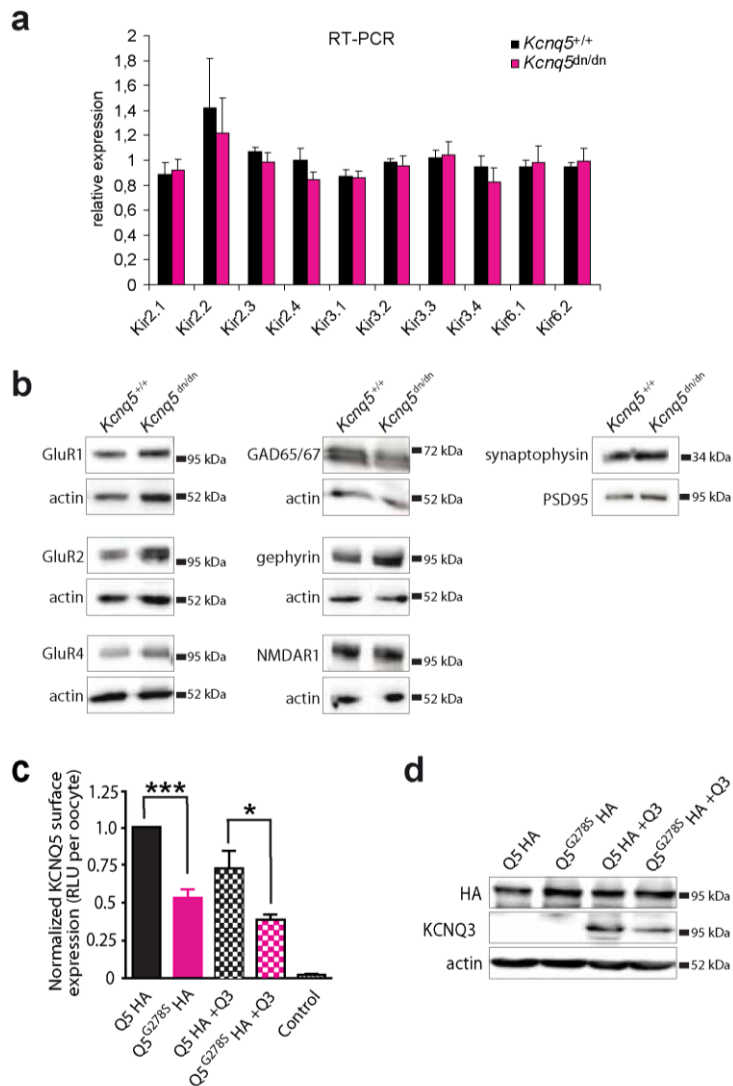 a
RT-PCR
Kcnq5+/+
Kcnq5dn/dn
relative expression
2
1,8
1,6
1,4
1,2
1
0,8
0,6
0,4
0,2
0
Kir2.1
Kir2.2
Kir2.3
Kir2.4
Kir3.1
Kir3.2
Kir3.3
Kir3.4
Kir6.1
Kir6.2
b
Kcnq5+/+ Kcnq5dn/dn
GluR1 95 kDa
actin 52 kDa
GluR2 95 kDa
actin 52 kDa
GluR4 95 kDa
actin 52 kDa
Kcnq5+/+ Kcnq5dn/dn
GAD65/67 72 kDa
actin 52 kDa
gephyrin 95 kDa
actin 52 kDa
NMDAR1 95 kDa
actin 52 kDa
Kcnq5+/+ Kcnq5dn/dn
synaptophysin 34 kDa
PSD95 95 kDa
c
Normalized KCNQ5 surface
expression (RLU per oocyte)
1.25
1.00
0.75
0.5
0.25
0
***
*
Q5 HA
Q5G278S HA
Q5 HA +Q3
Q5G278S HA +Q3
Control
d
Q5 HA
Q5G278S HA
Q5 HA +Q3
Q5G278S HA +Q3
HA 95 kDa
KCNQ3 95 kDa
actin 52 kDa